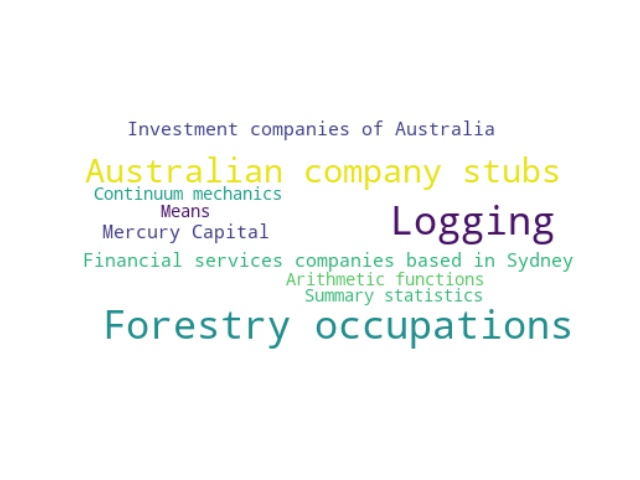 Investment companies of Australia
Australian company stubs
Continuum mechanics
Means
Logging
Mercury Capital
Financial services companies based in Sydney
Arithmetic functions
Summary statistics
Forestry occupations